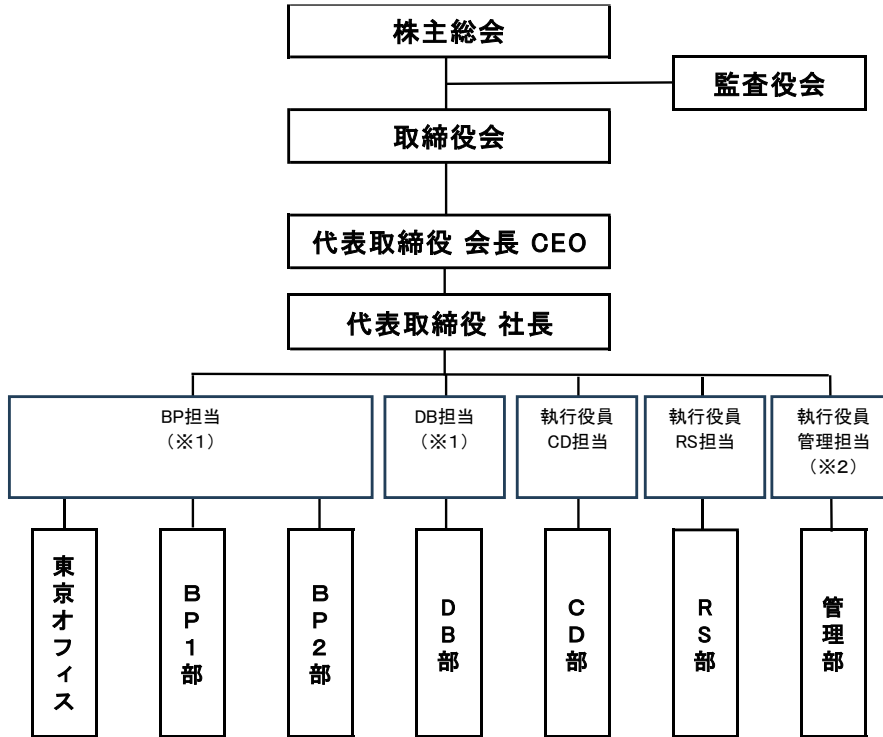 株主総会
監査役会
取締役会
代表取締役 会長 CEO
代表取締役 社長
BP担当
（※1）
DB担当
（※1）
執行役員
CD担当
執行役員
RS担当
執行役員
管理担当
（※2）
東京オフィス
BP1部
BP2部
DB部
CD部
RS部
管理部